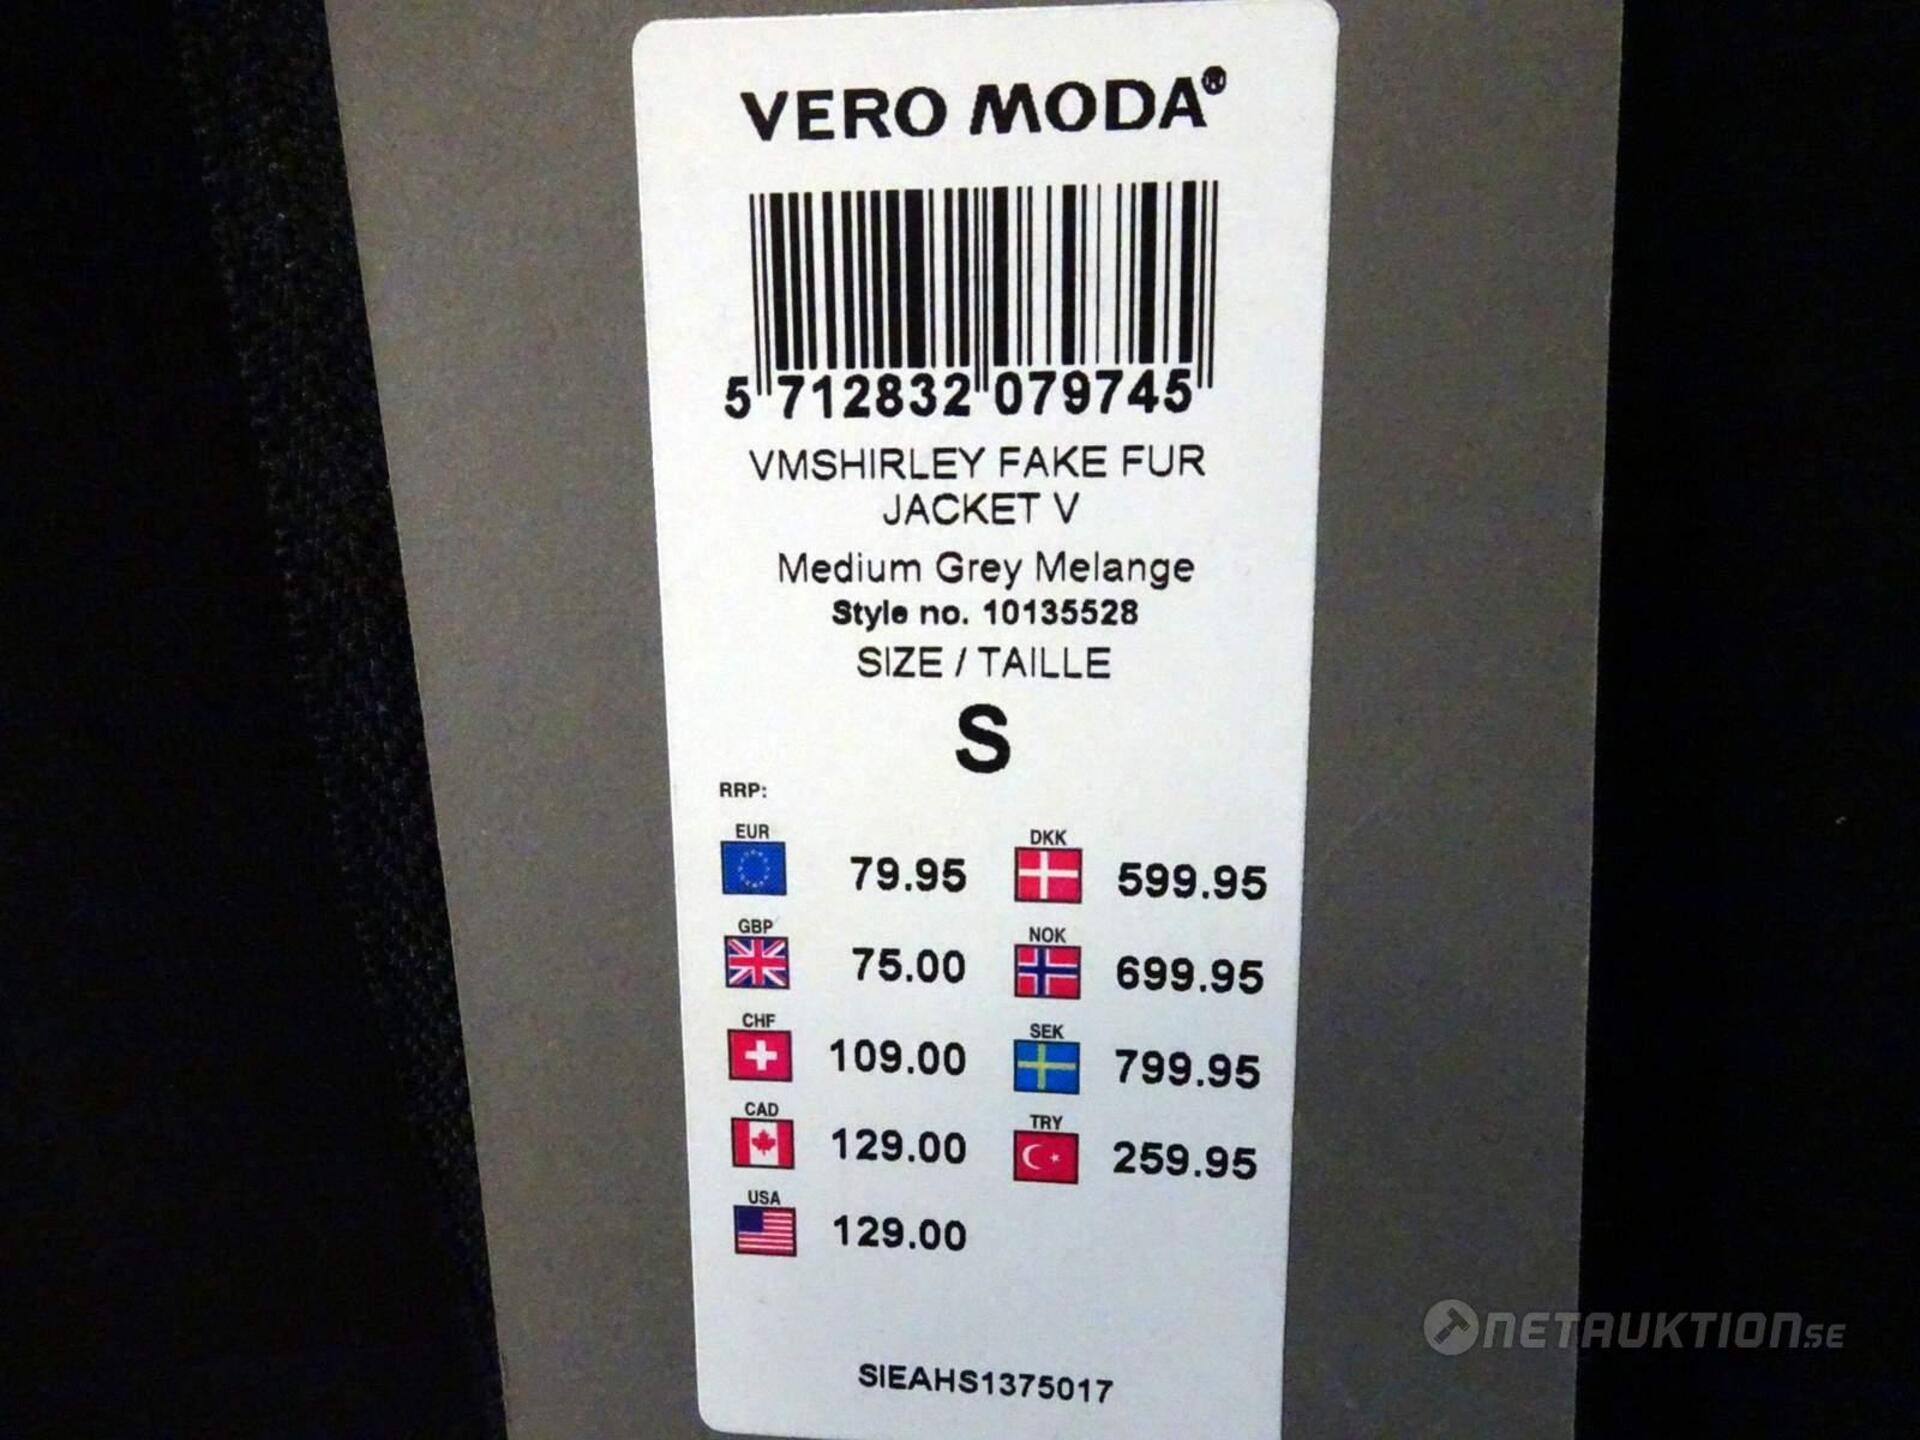 VERO MODA®
5 712832 079745
VMSHIRLEY FAKE FUR
JACKET V
Medium Grey Melange
Style no. 10135528
SIZE / TAILLE
S
RRP:
EUR 79.95
GBP 75.00
CHF 109.00
CAD 129.00
USA 129.00
DKK 599.95
NOK 699.95
SEK 799.95
TRY 259.95
SIEAHS1375017
NETAUKTION.SE